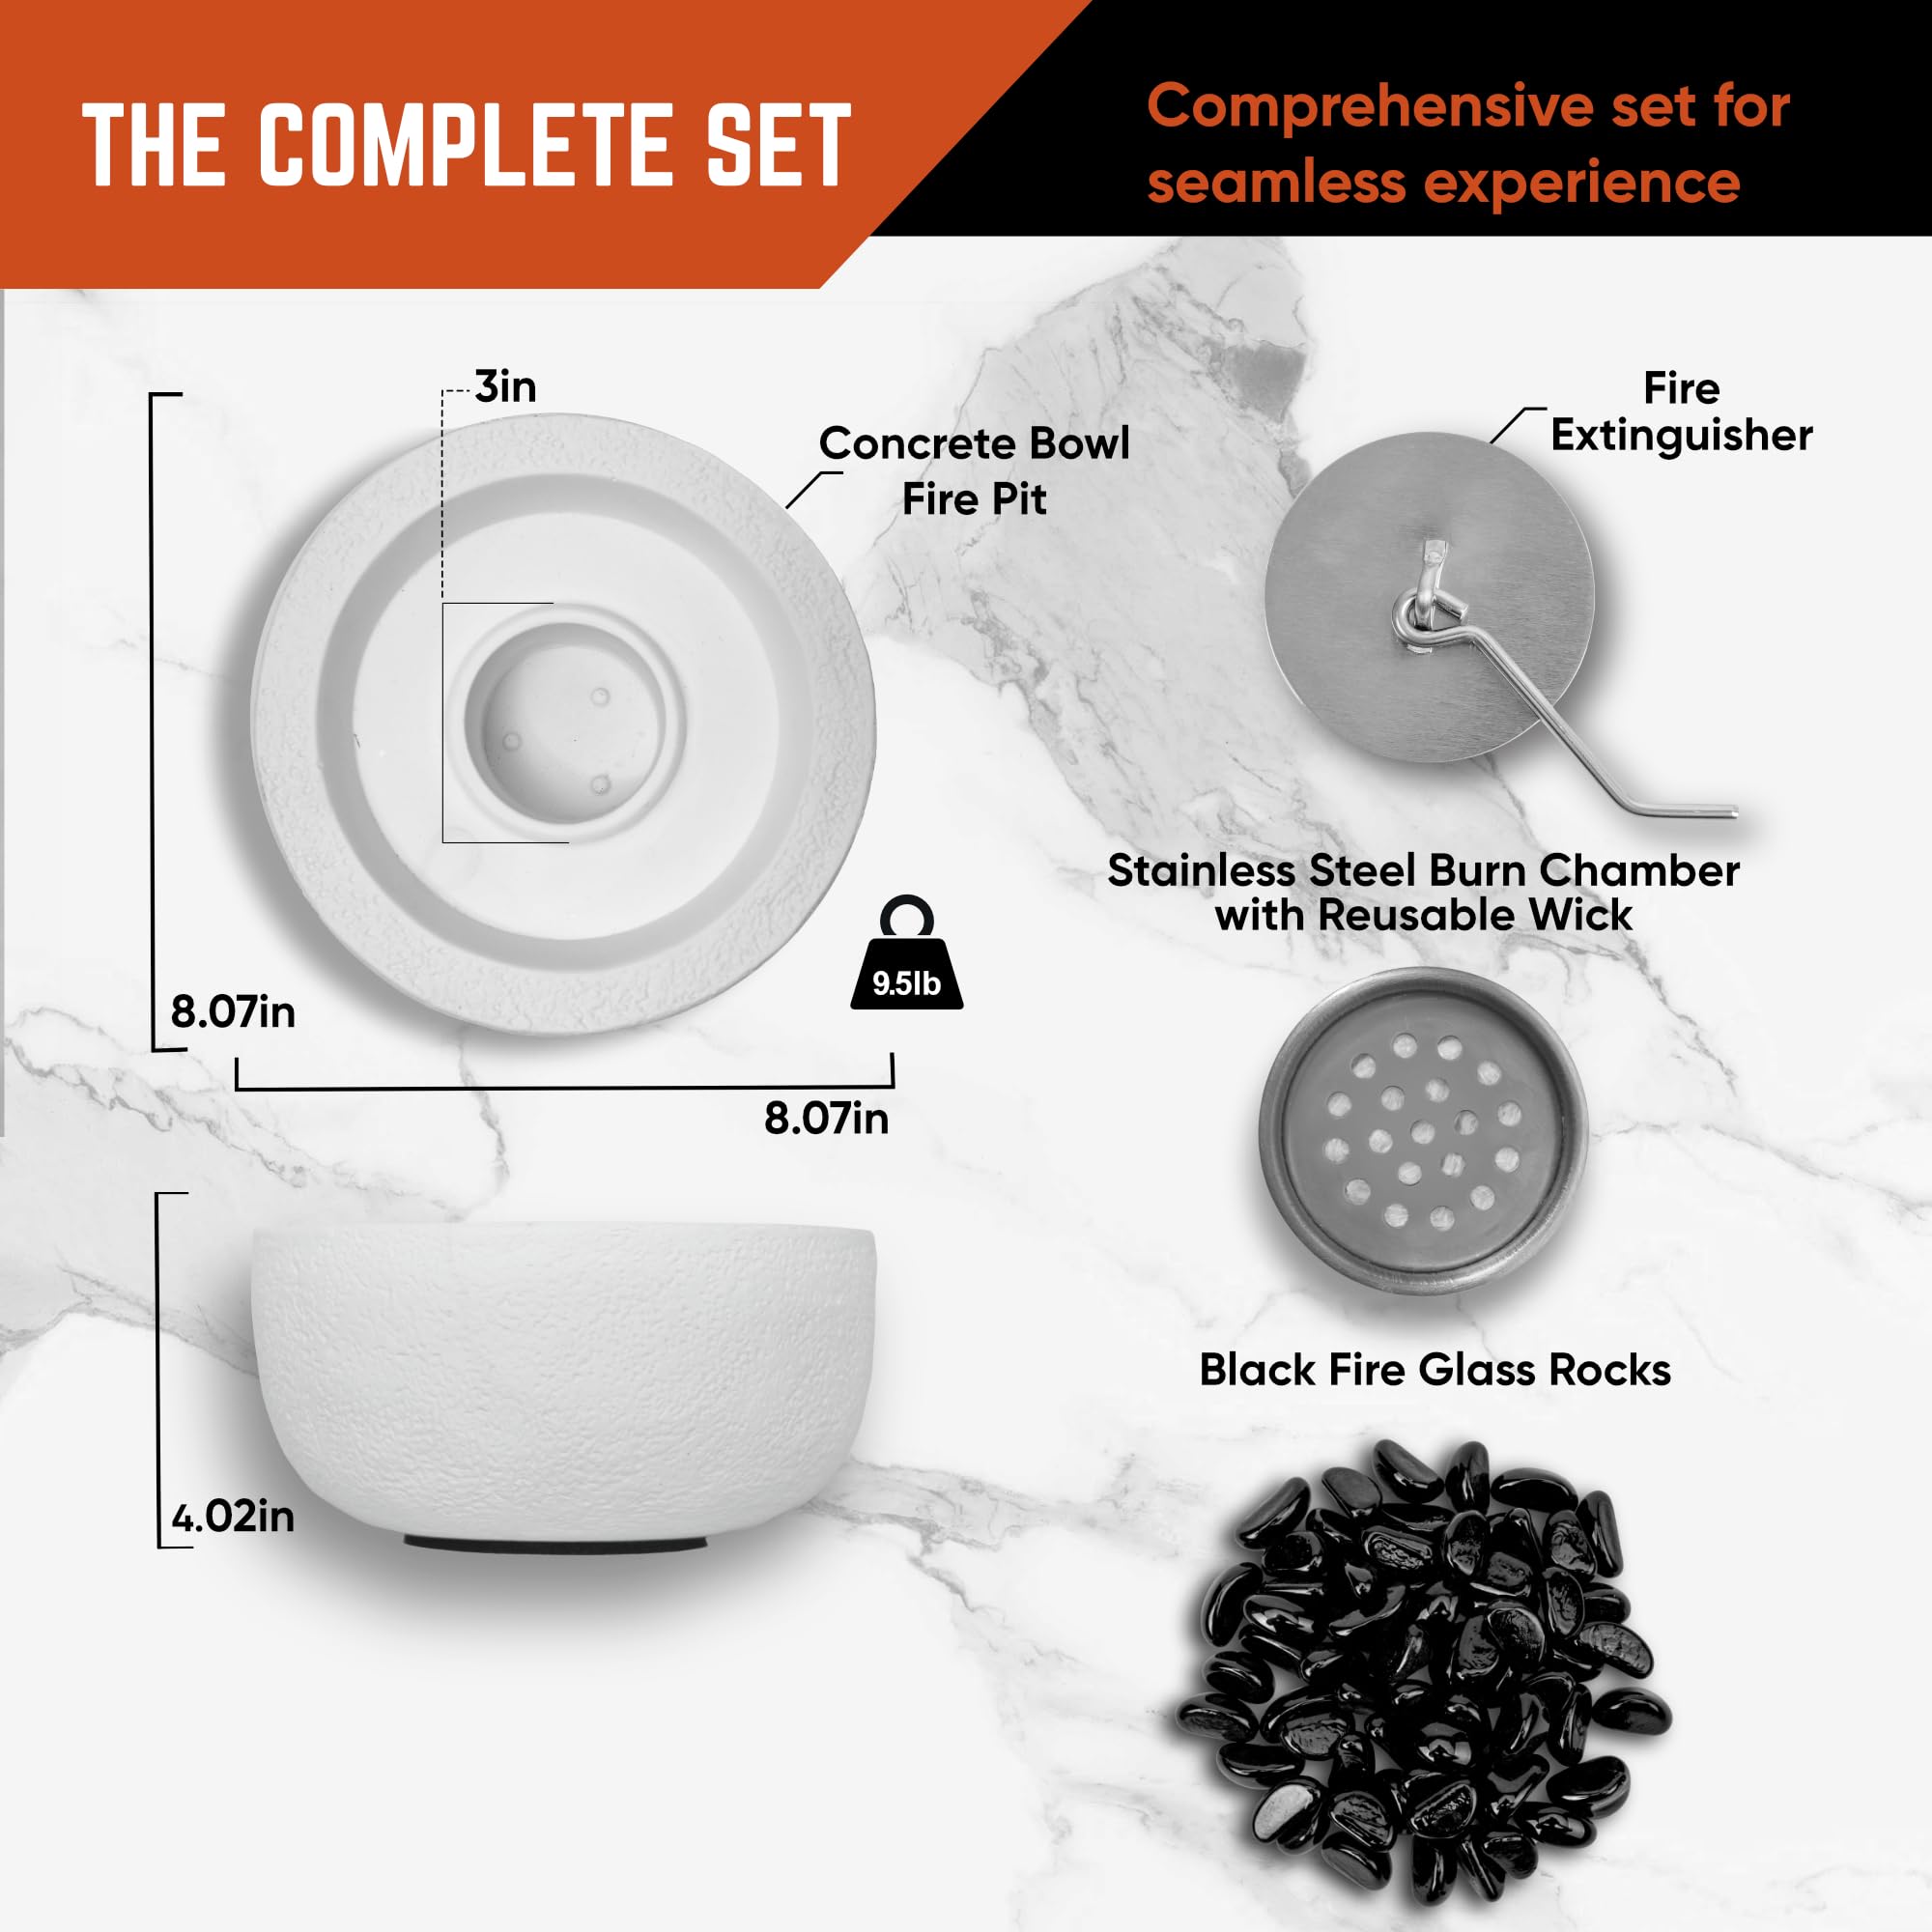 THE COMPLETE SET
Comprehensive set for
seamless experience
3in
Concrete Bowl
Fire Pit
Fire
Extinguisher
Stainless Steel Burn Chamber
with Reusable Wick
9.5lb
8.07in
8.07in
Black Fire Glass Rocks
4.02in